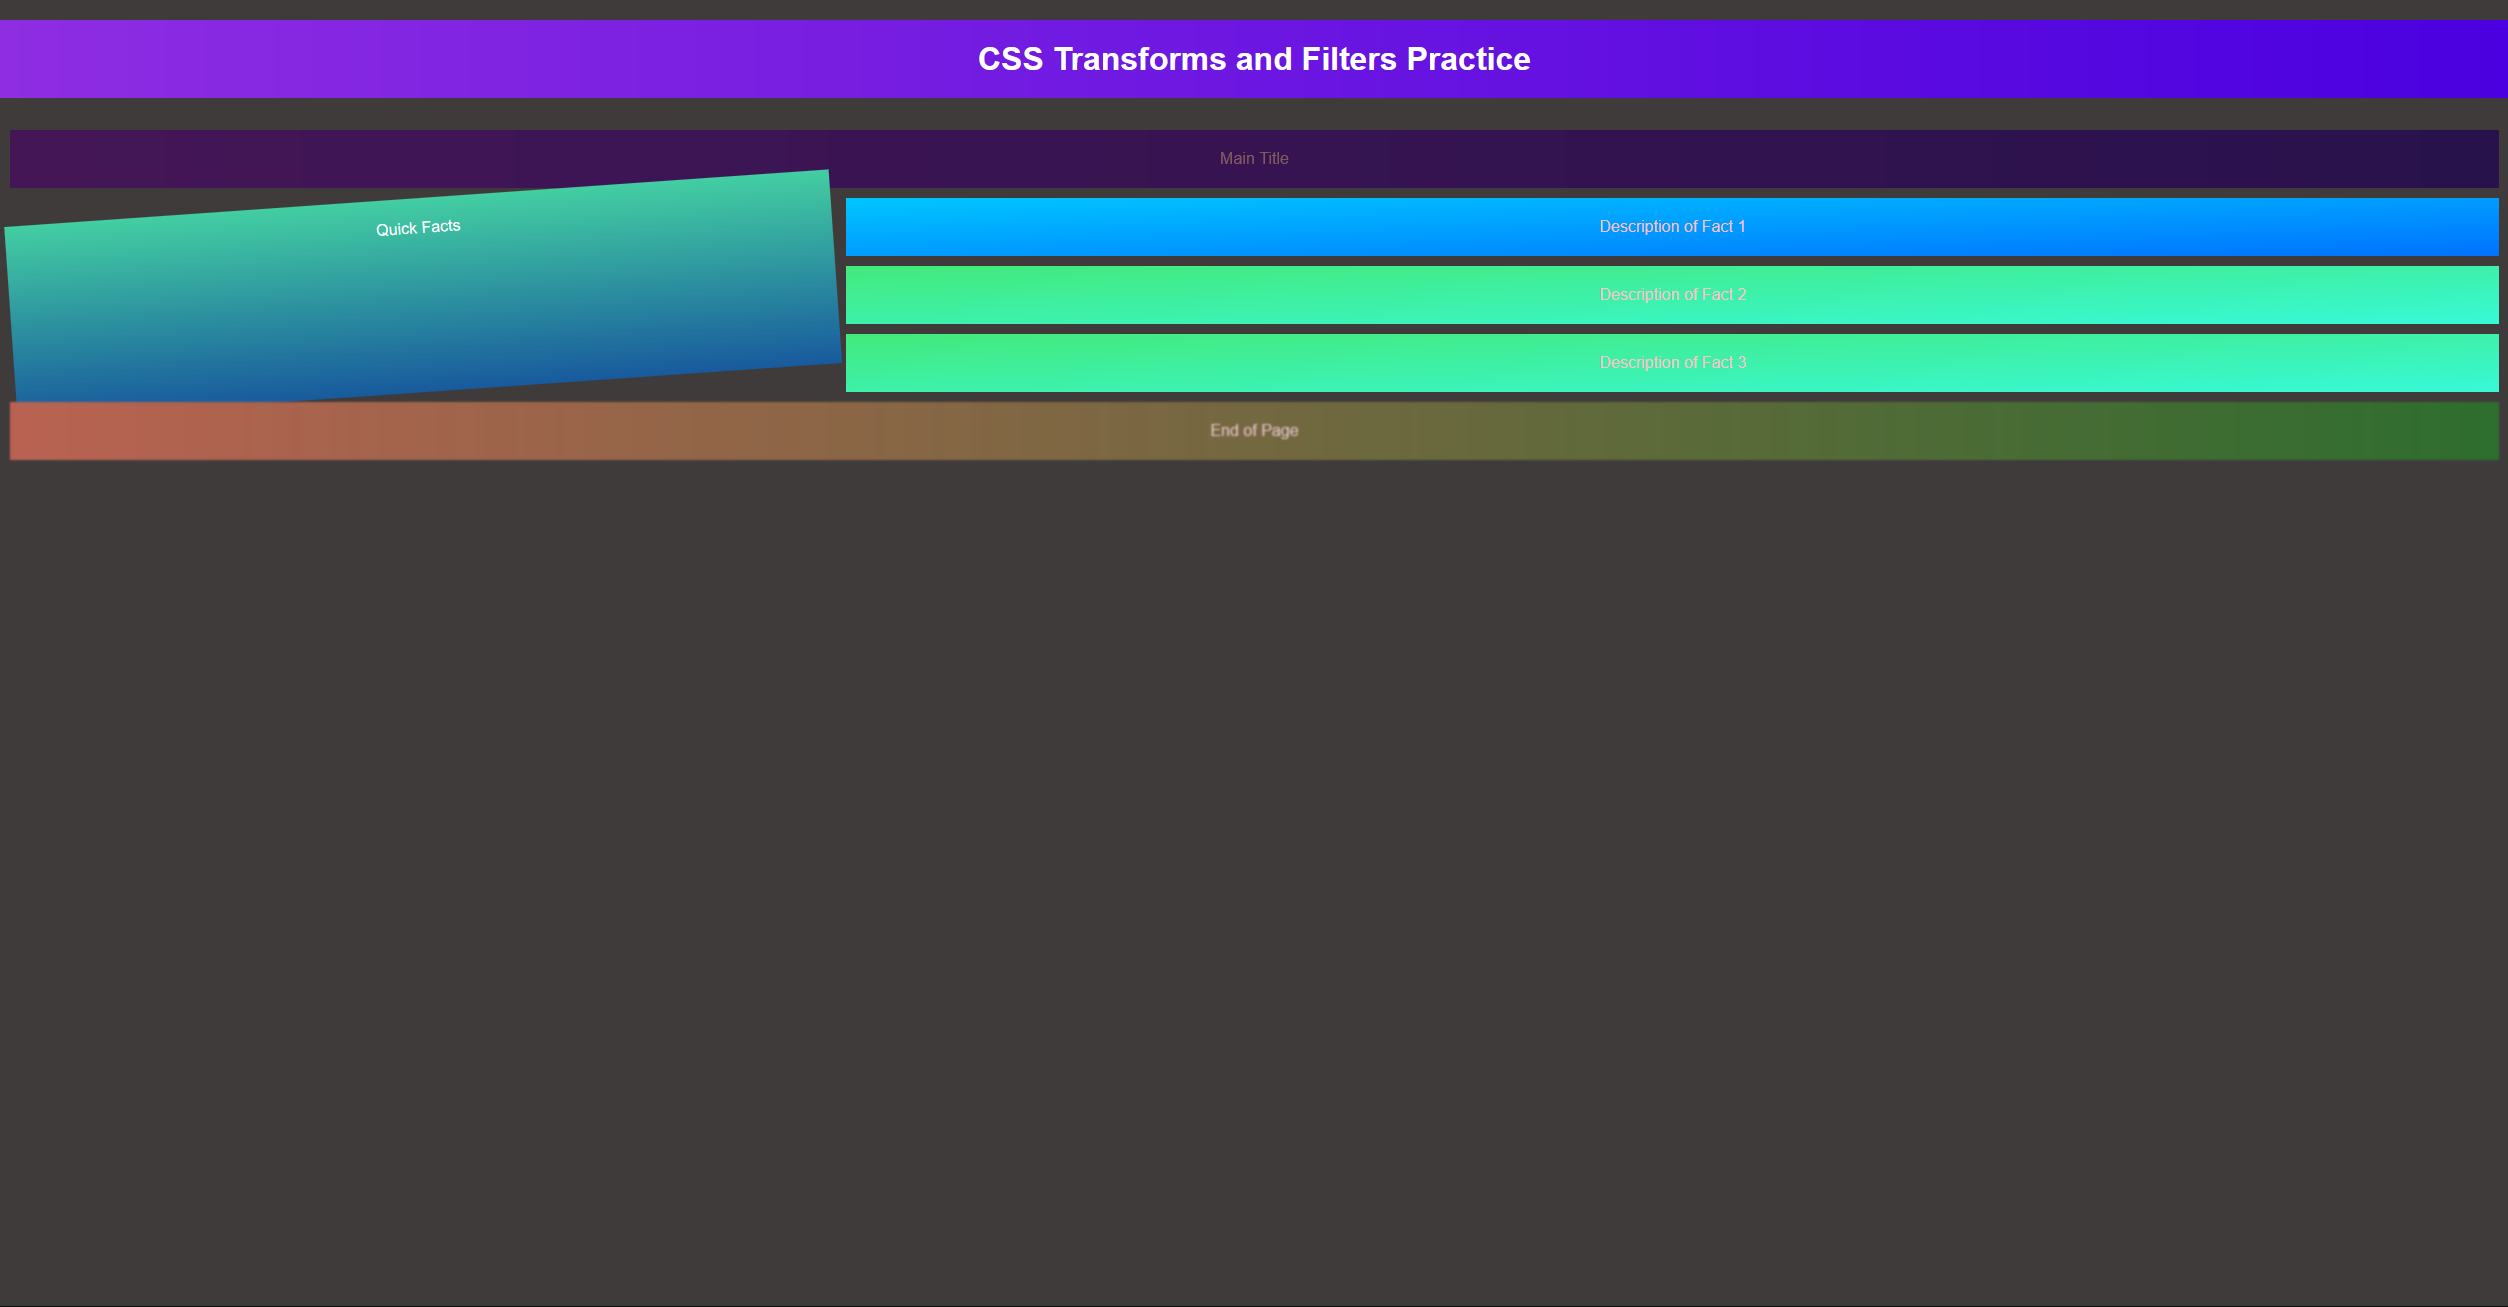 CSS Transforms and Filters Practice
Main Title
Quick Facts
Description of Fact 1
Description of Fact 2
Description of Fact 3
End of Page